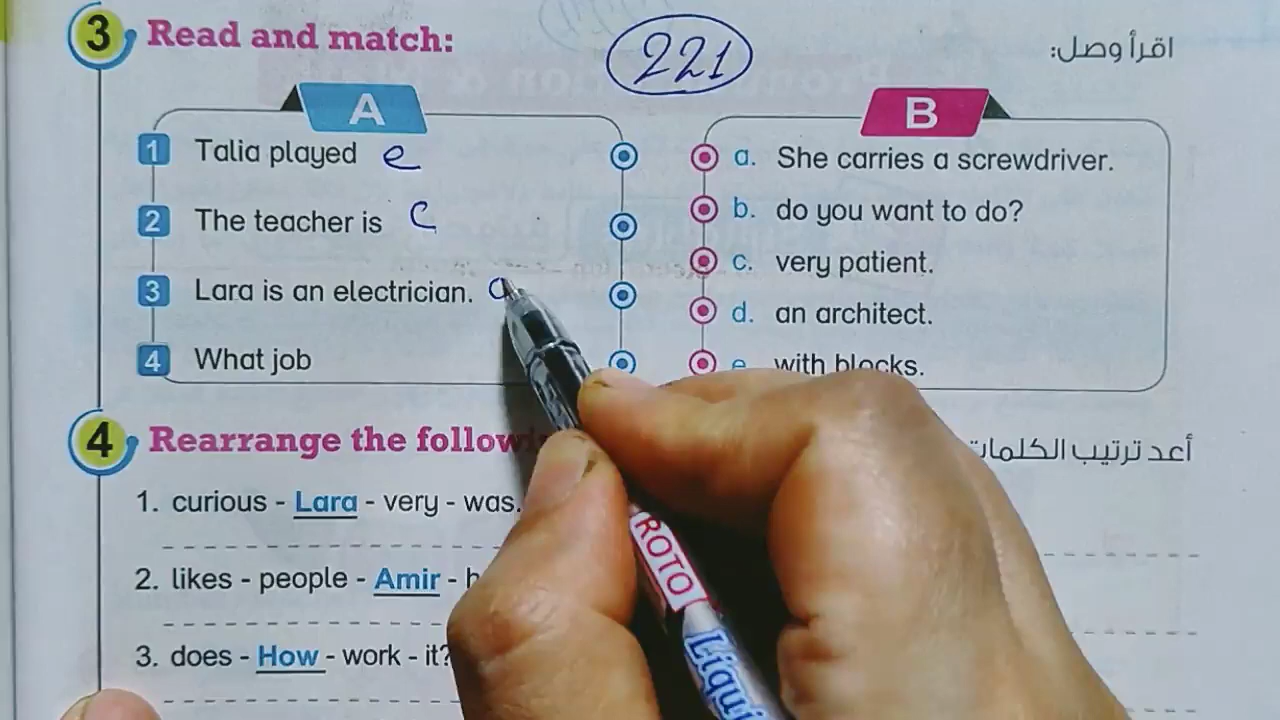 3 Read and match: 221 اقرأ وصل:
A
1 Talia played e
2 The teacher is c
3 Lara is an electrician. a
4 What job
B
a. She carries a screwdriver.
b. do you want to do?
c. very patient.
d. an architect.
e. with blocks.
4 Rearrange the أعد ترتيب الكلمات
1. curious - Lara - very - was.
2. likes - people - Amir -
3. does - How - work - it?
ROTO
Liqui